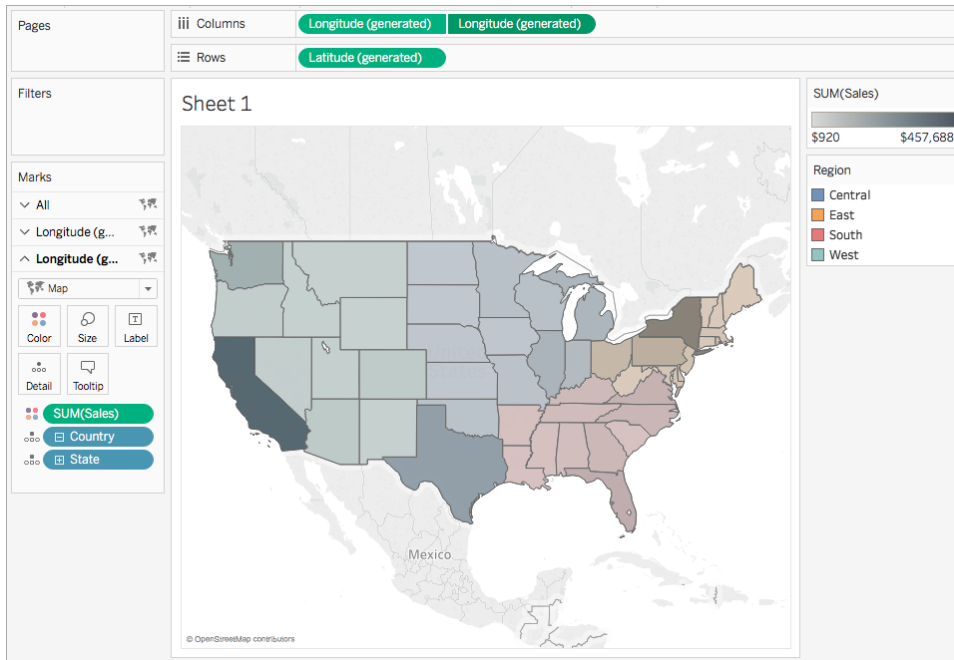 Pages
Columns
Longitude (generated) Longitude (generated)
Rows
Latitude (generated)
Filters
Marks
All
Longitude (g...
Longitude (g...
Map
Color Size Label
T
Detail Tooltip
SUM(Sales)
Country
State
Sheet 1
United
States
Mexico
© OpenStreetMap contributors
SUM(Sales)
$920 $457,688
Region
Central
East
South
West